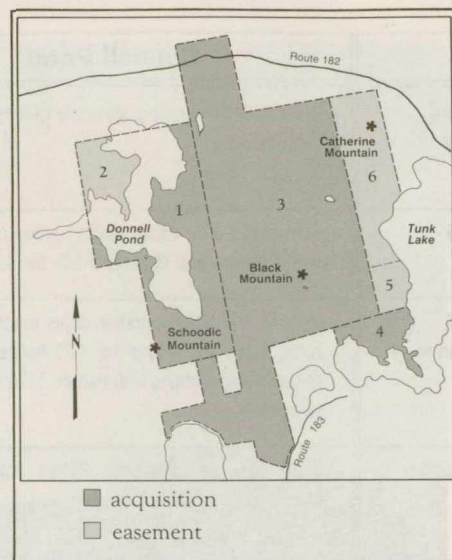 Route 182
Catherine
Mountain
2
6
1
3
Donnell
Pond
Tunk
Lake
Black
Mountain
5
4
Schoodic
Mountain
N
Route 183
acquisition
easement